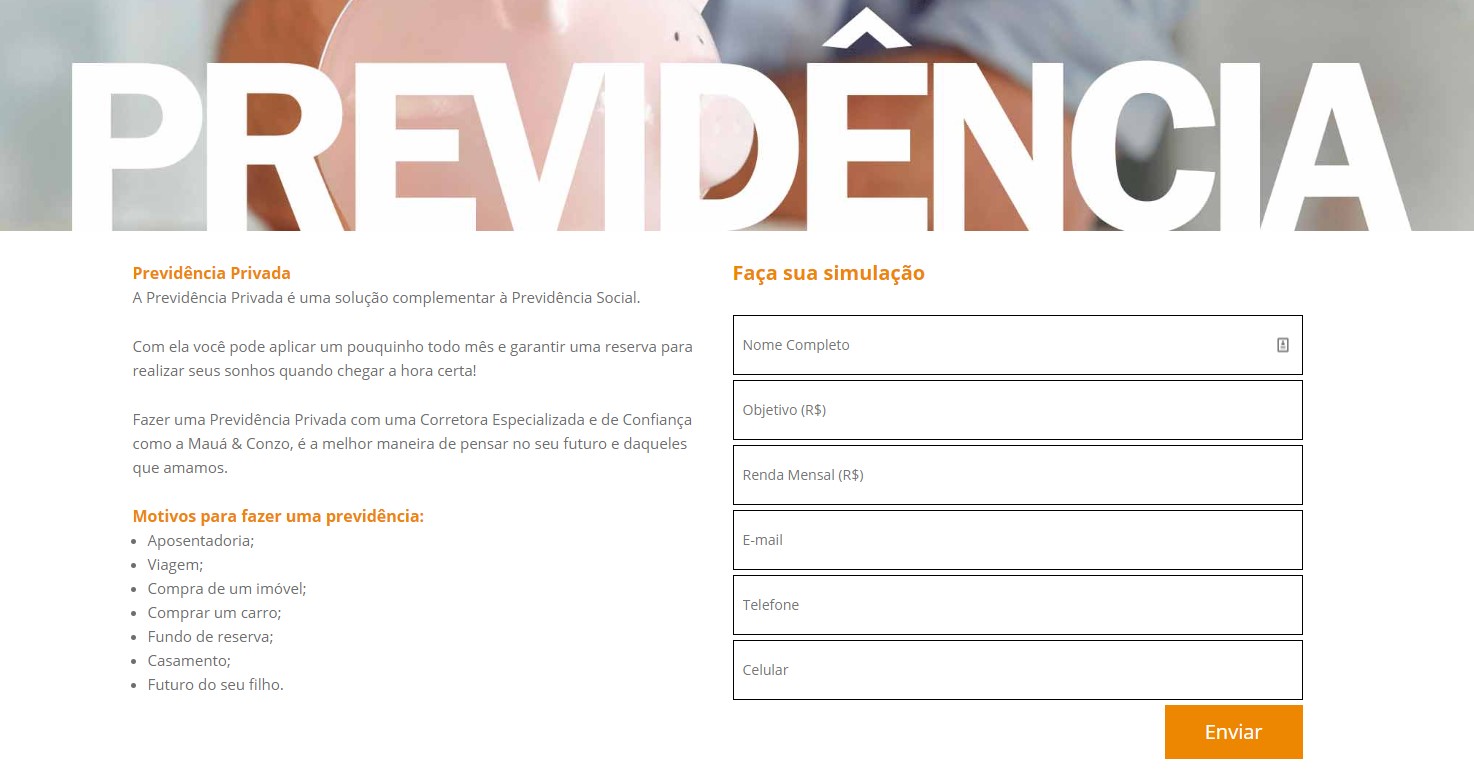 PREVIDÊNCIA
Previdência Privada
A Previdência Privada é uma solução complementar à Previdência Social.
Com ela você pode aplicar um pouquinho todo mês e garantir uma reserva para
realizar seus sonhos quando chegar a hora certa!
Fazer uma Previdência Privada com uma Corretora Especializada e de Confiança
como a Mauá & Conzo, é a melhor maneira de pensar no seu futuro e daqueles
que amamos.
Motivos para fazer uma previdência:
Aposentadoria;
Viagem;
Compra de um imóvel;
Comprar um carro;
Fundo de reserva;
Casamento;
Futuro do seu filho.
Faça sua simulação
Nome Completo
Objetivo (R$)
Renda Mensal (R$)
E-mail
Telefone
Celular
Enviar